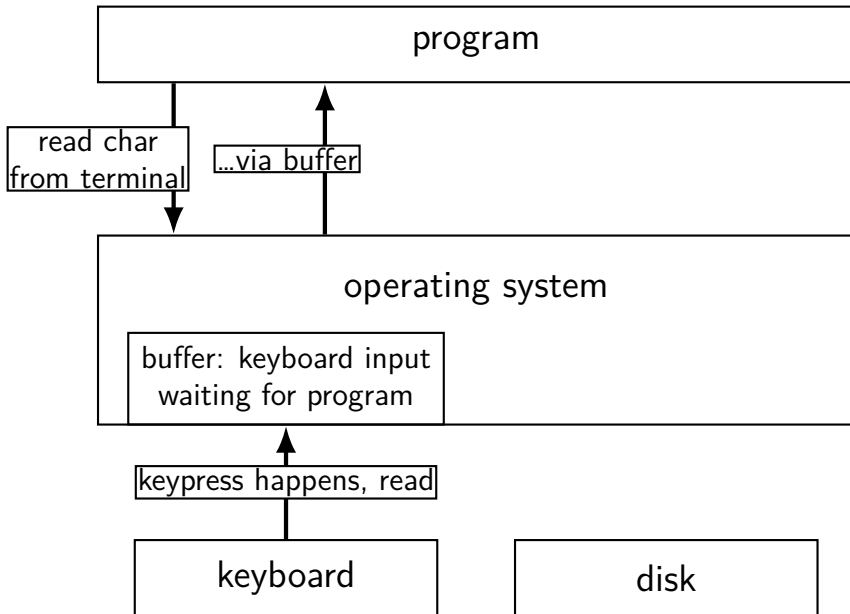 program
read char
from terminal
...via buffer
operating system
buffer: keyboard input
waiting for program
keypress happens, read
keyboard
disk